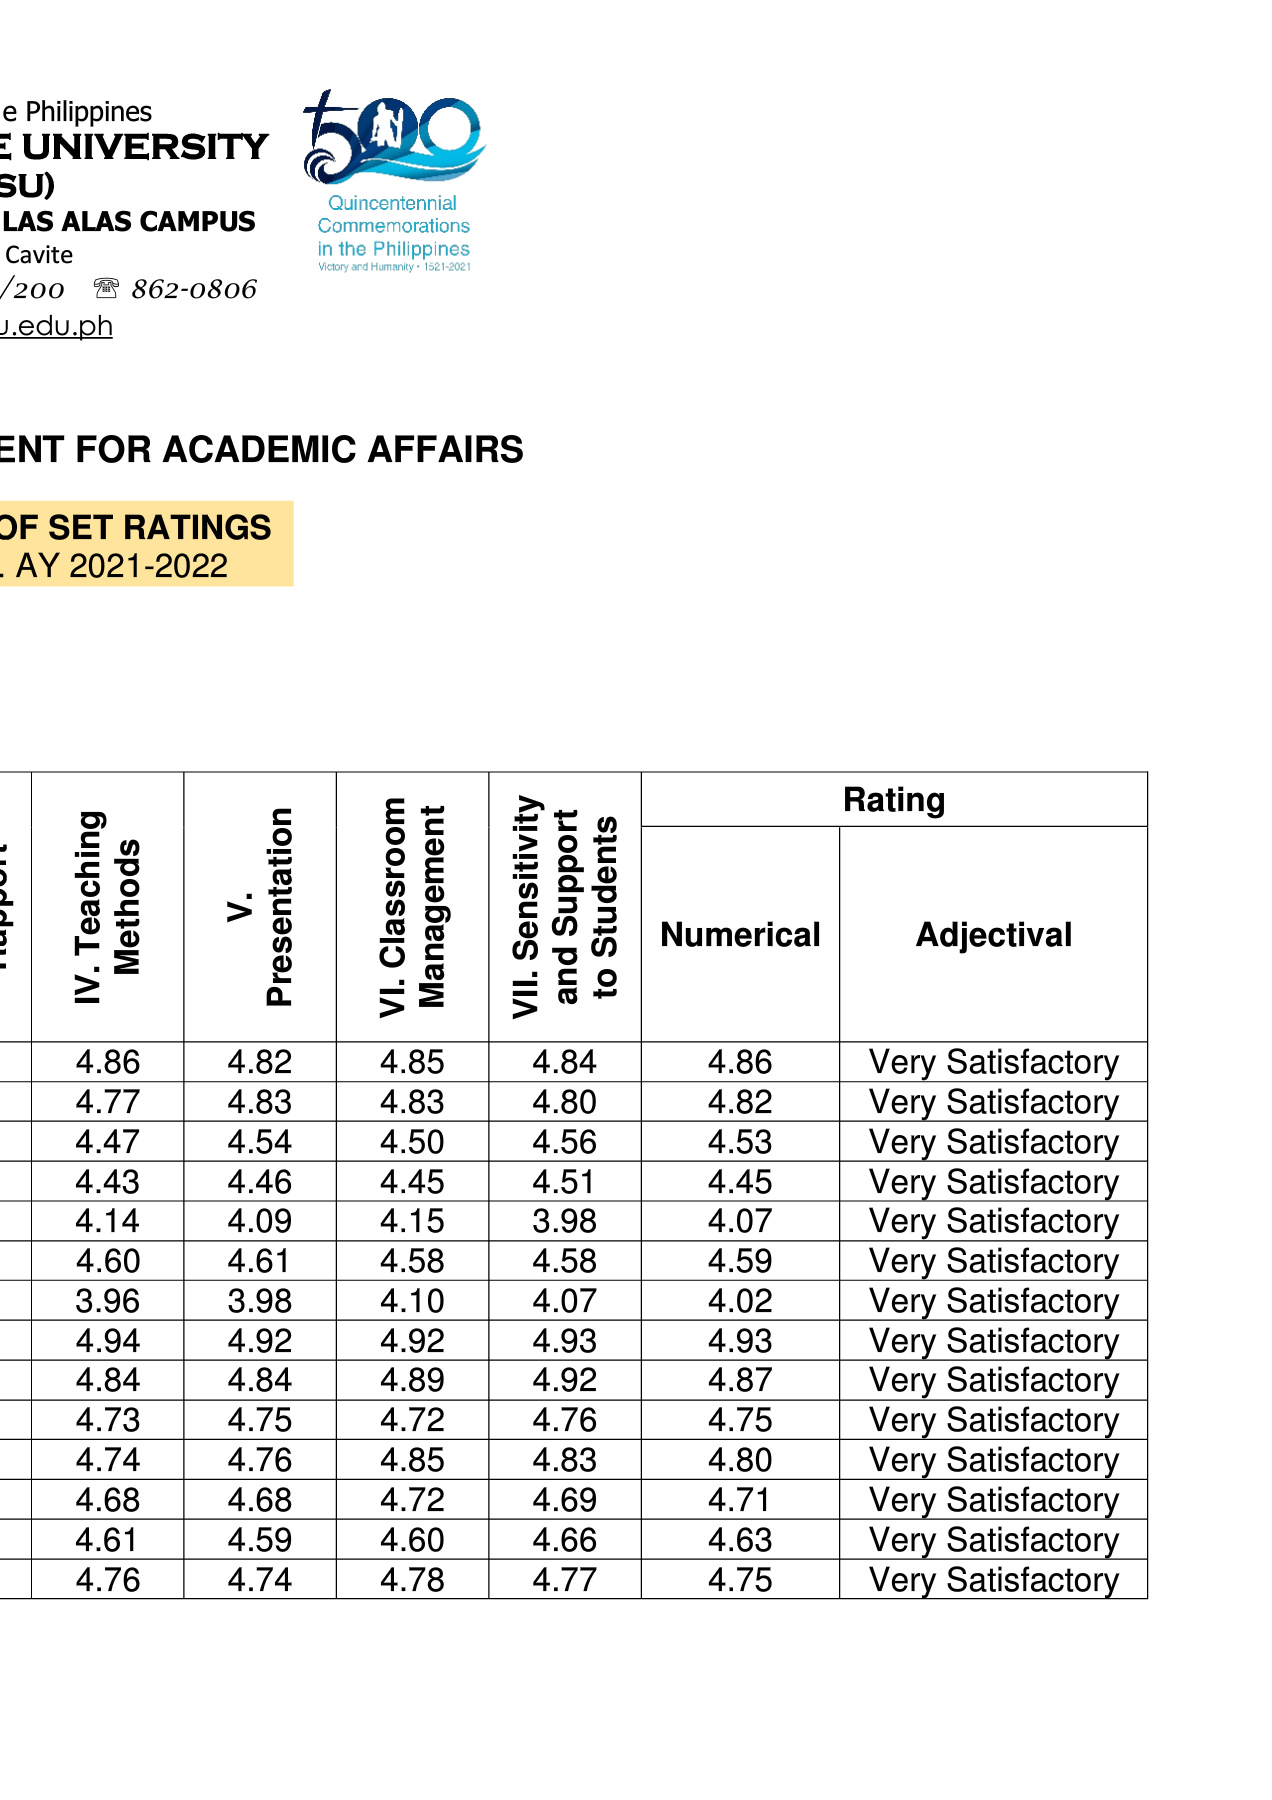 e Philippines
E UNIVERSITY
SU)
LAS ALAS CAMPUS
Cavite
/200 ☏ 862-0806
u.edu.ph
500
Quincentennial
Commemorations
in the Philippines
Victory and Humanity • 1521-2021
ENT FOR ACADEMIC AFFAIRS
OF SET RATINGS
. AY 2021-2022
IV. Teaching
Methods
V.
Presentation
VI. Classroom
Management
VII. Sensitivity
and Support
to Students
Rating
Numerical Adjectival
4.86 4.82 4.85 4.84 4.86 Very Satisfactory
4.77 4.83 4.83 4.80 4.82 Very Satisfactory
4.47 4.54 4.50 4.56 4.53 Very Satisfactory
4.43 4.46 4.45 4.51 4.45 Very Satisfactory
4.14 4.09 4.15 3.98 4.07 Very Satisfactory
4.60 4.61 4.58 4.58 4.59 Very Satisfactory
3.96 3.98 4.10 4.07 4.02 Very Satisfactory
4.94 4.92 4.92 4.93 4.93 Very Satisfactory
4.84 4.84 4.89 4.92 4.87 Very Satisfactory
4.73 4.75 4.72 4.76 4.75 Very Satisfactory
4.74 4.76 4.85 4.83 4.80 Very Satisfactory
4.68 4.68 4.72 4.69 4.71 Very Satisfactory
4.61 4.59 4.60 4.66 4.63 Very Satisfactory
4.76 4.74 4.78 4.77 4.75 Very Satisfactory